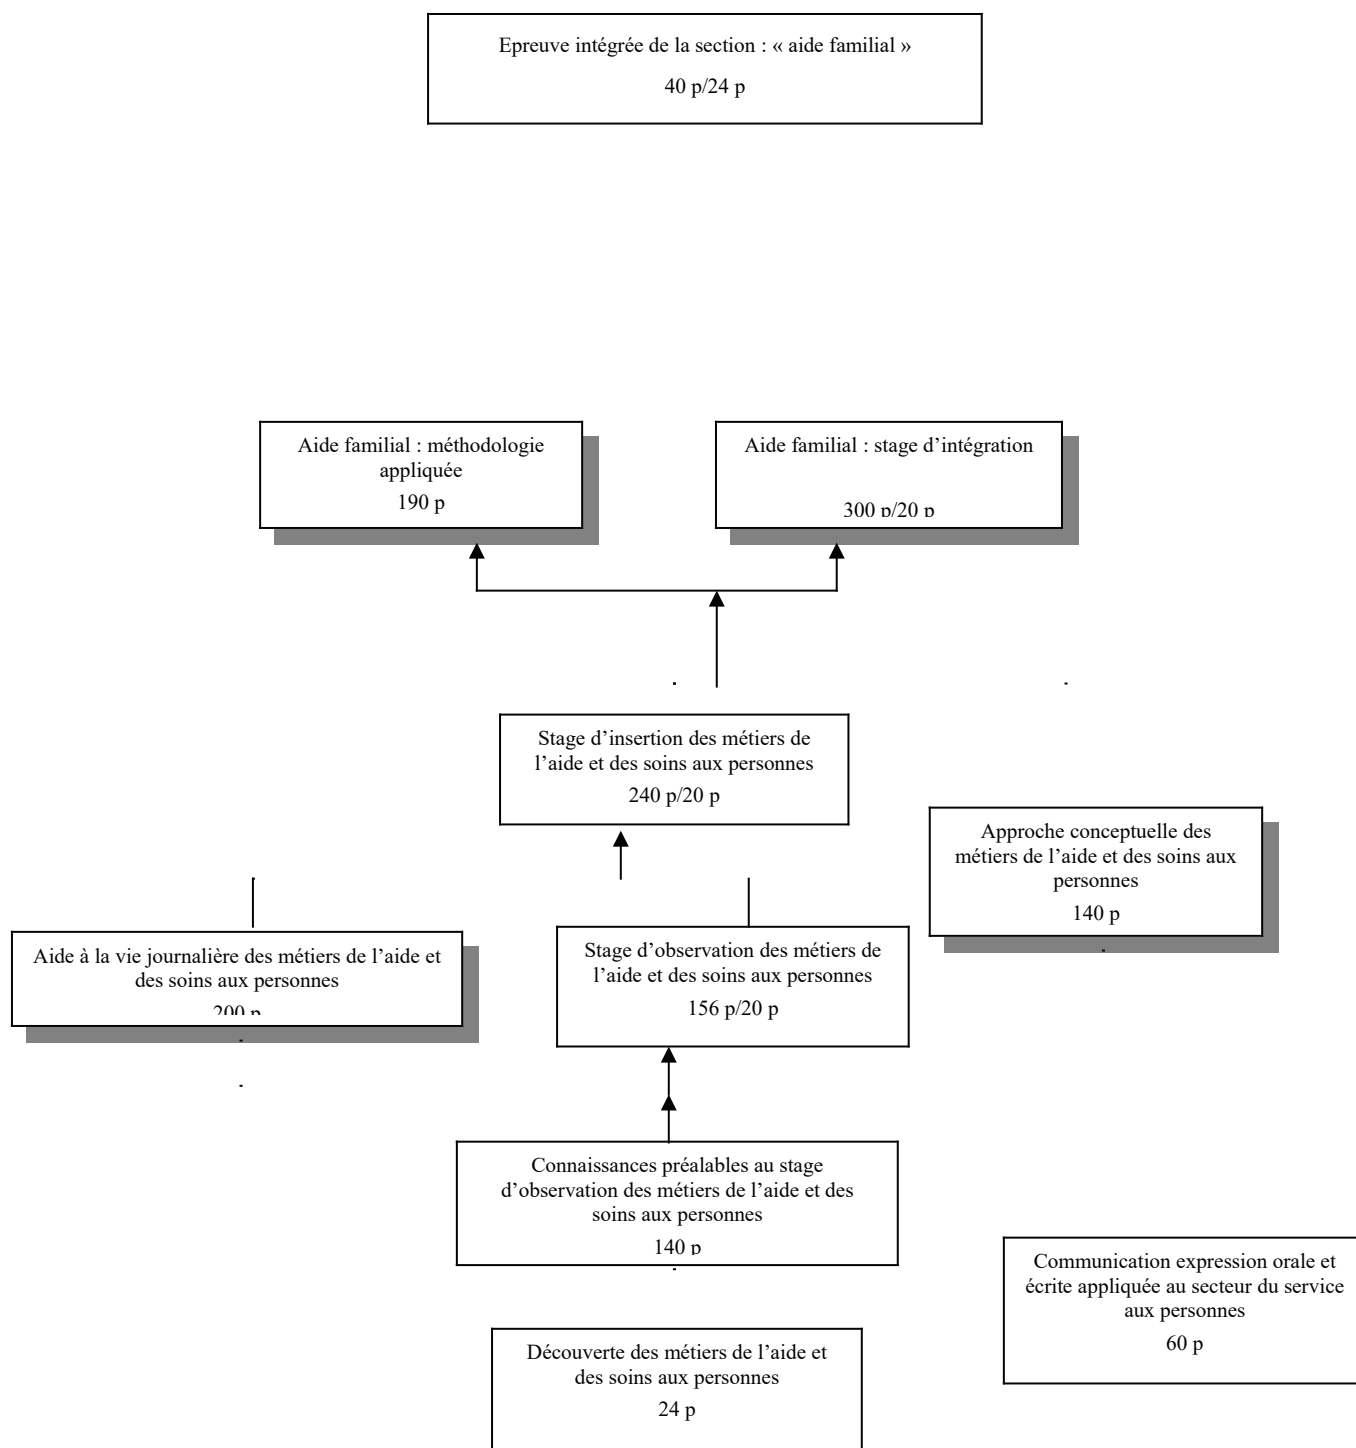 Epreuve intégrée de la section : « aide familial »
40 p/24 p
Aide familial : méthodologie
appliquée
190 p
Aide familial : stage d’intégration
300 p/20 p
Stage d’insertion des métiers de
l’aide et des soins aux personnes
240 p/20 p
Approche conceptuelle des
métiers de l’aide et des soins aux
personnes
140 p
Aide à la vie journalière des métiers de l’aide et
des soins aux personnes
200 p
Stage d’observation des métiers de
l’aide et des soins aux personnes
156 p/20 p
Connaissances préalables au stage
d’observation des métiers de l’aide et des
soins aux personnes
140 p
Communication expression orale et
écrite appliquée au secteur du service
aux personnes
60 p
Découverte des métiers de l’aide et
des soins aux personnes
24 p